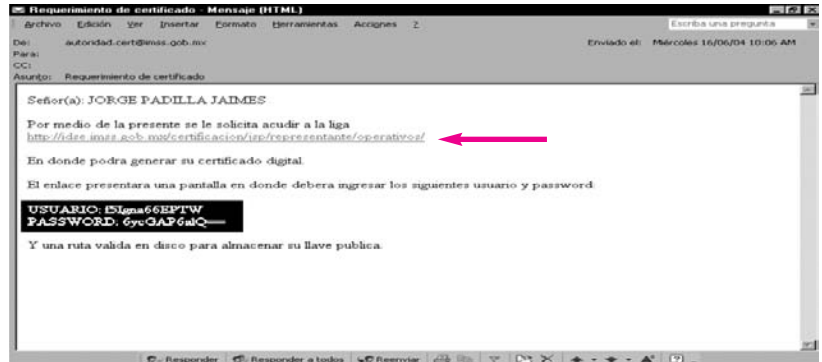 Requerimiento de certificado - Mensaje (HTML)
Archivo Edición Ver Insertar Formato Herramientas Acciones ?
Escriba una pregunta
De: autoridad.cert@imss.gob.mx Enviado el: Miércoles 16/06/04 10:06 AM
Para:
CC:
Asunto: Requerimiento de certificado
Señor(a): JORGE PADILLA JAIMES
Por medio de la presente se le solicita acudir a la liga
http://idse.imss.gob.mx/certificacion/jsp/representante/operativos/
En donde podra generar su certificado digital.
El enlace presentara una pantalla en donde debera ingresar los siguientes usuario y password
USUARIO:
PASSWORD:
Y una ruta valida en disco para almacenar su llave publica.
Responder Responder a todos Reenviar